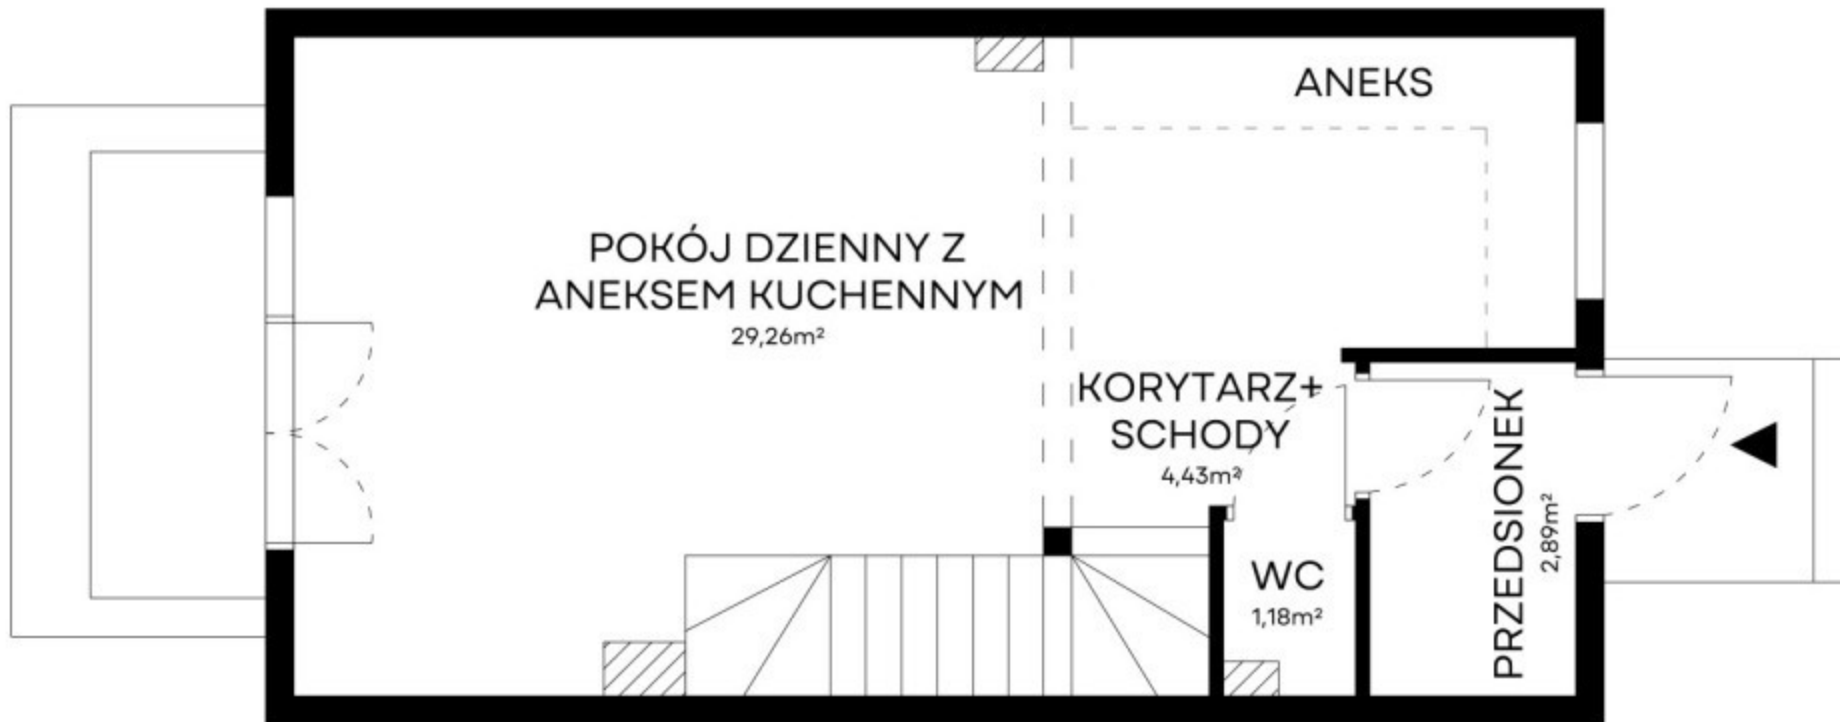 ANEKS
POKÓJ DZIENNY Z
ANEKSEM KUCHENNYM
29,26m²
KORYTARZ+
SCHODY
4,43m²
WC
1,18m²
PRZEDSIONEK
2,89m²